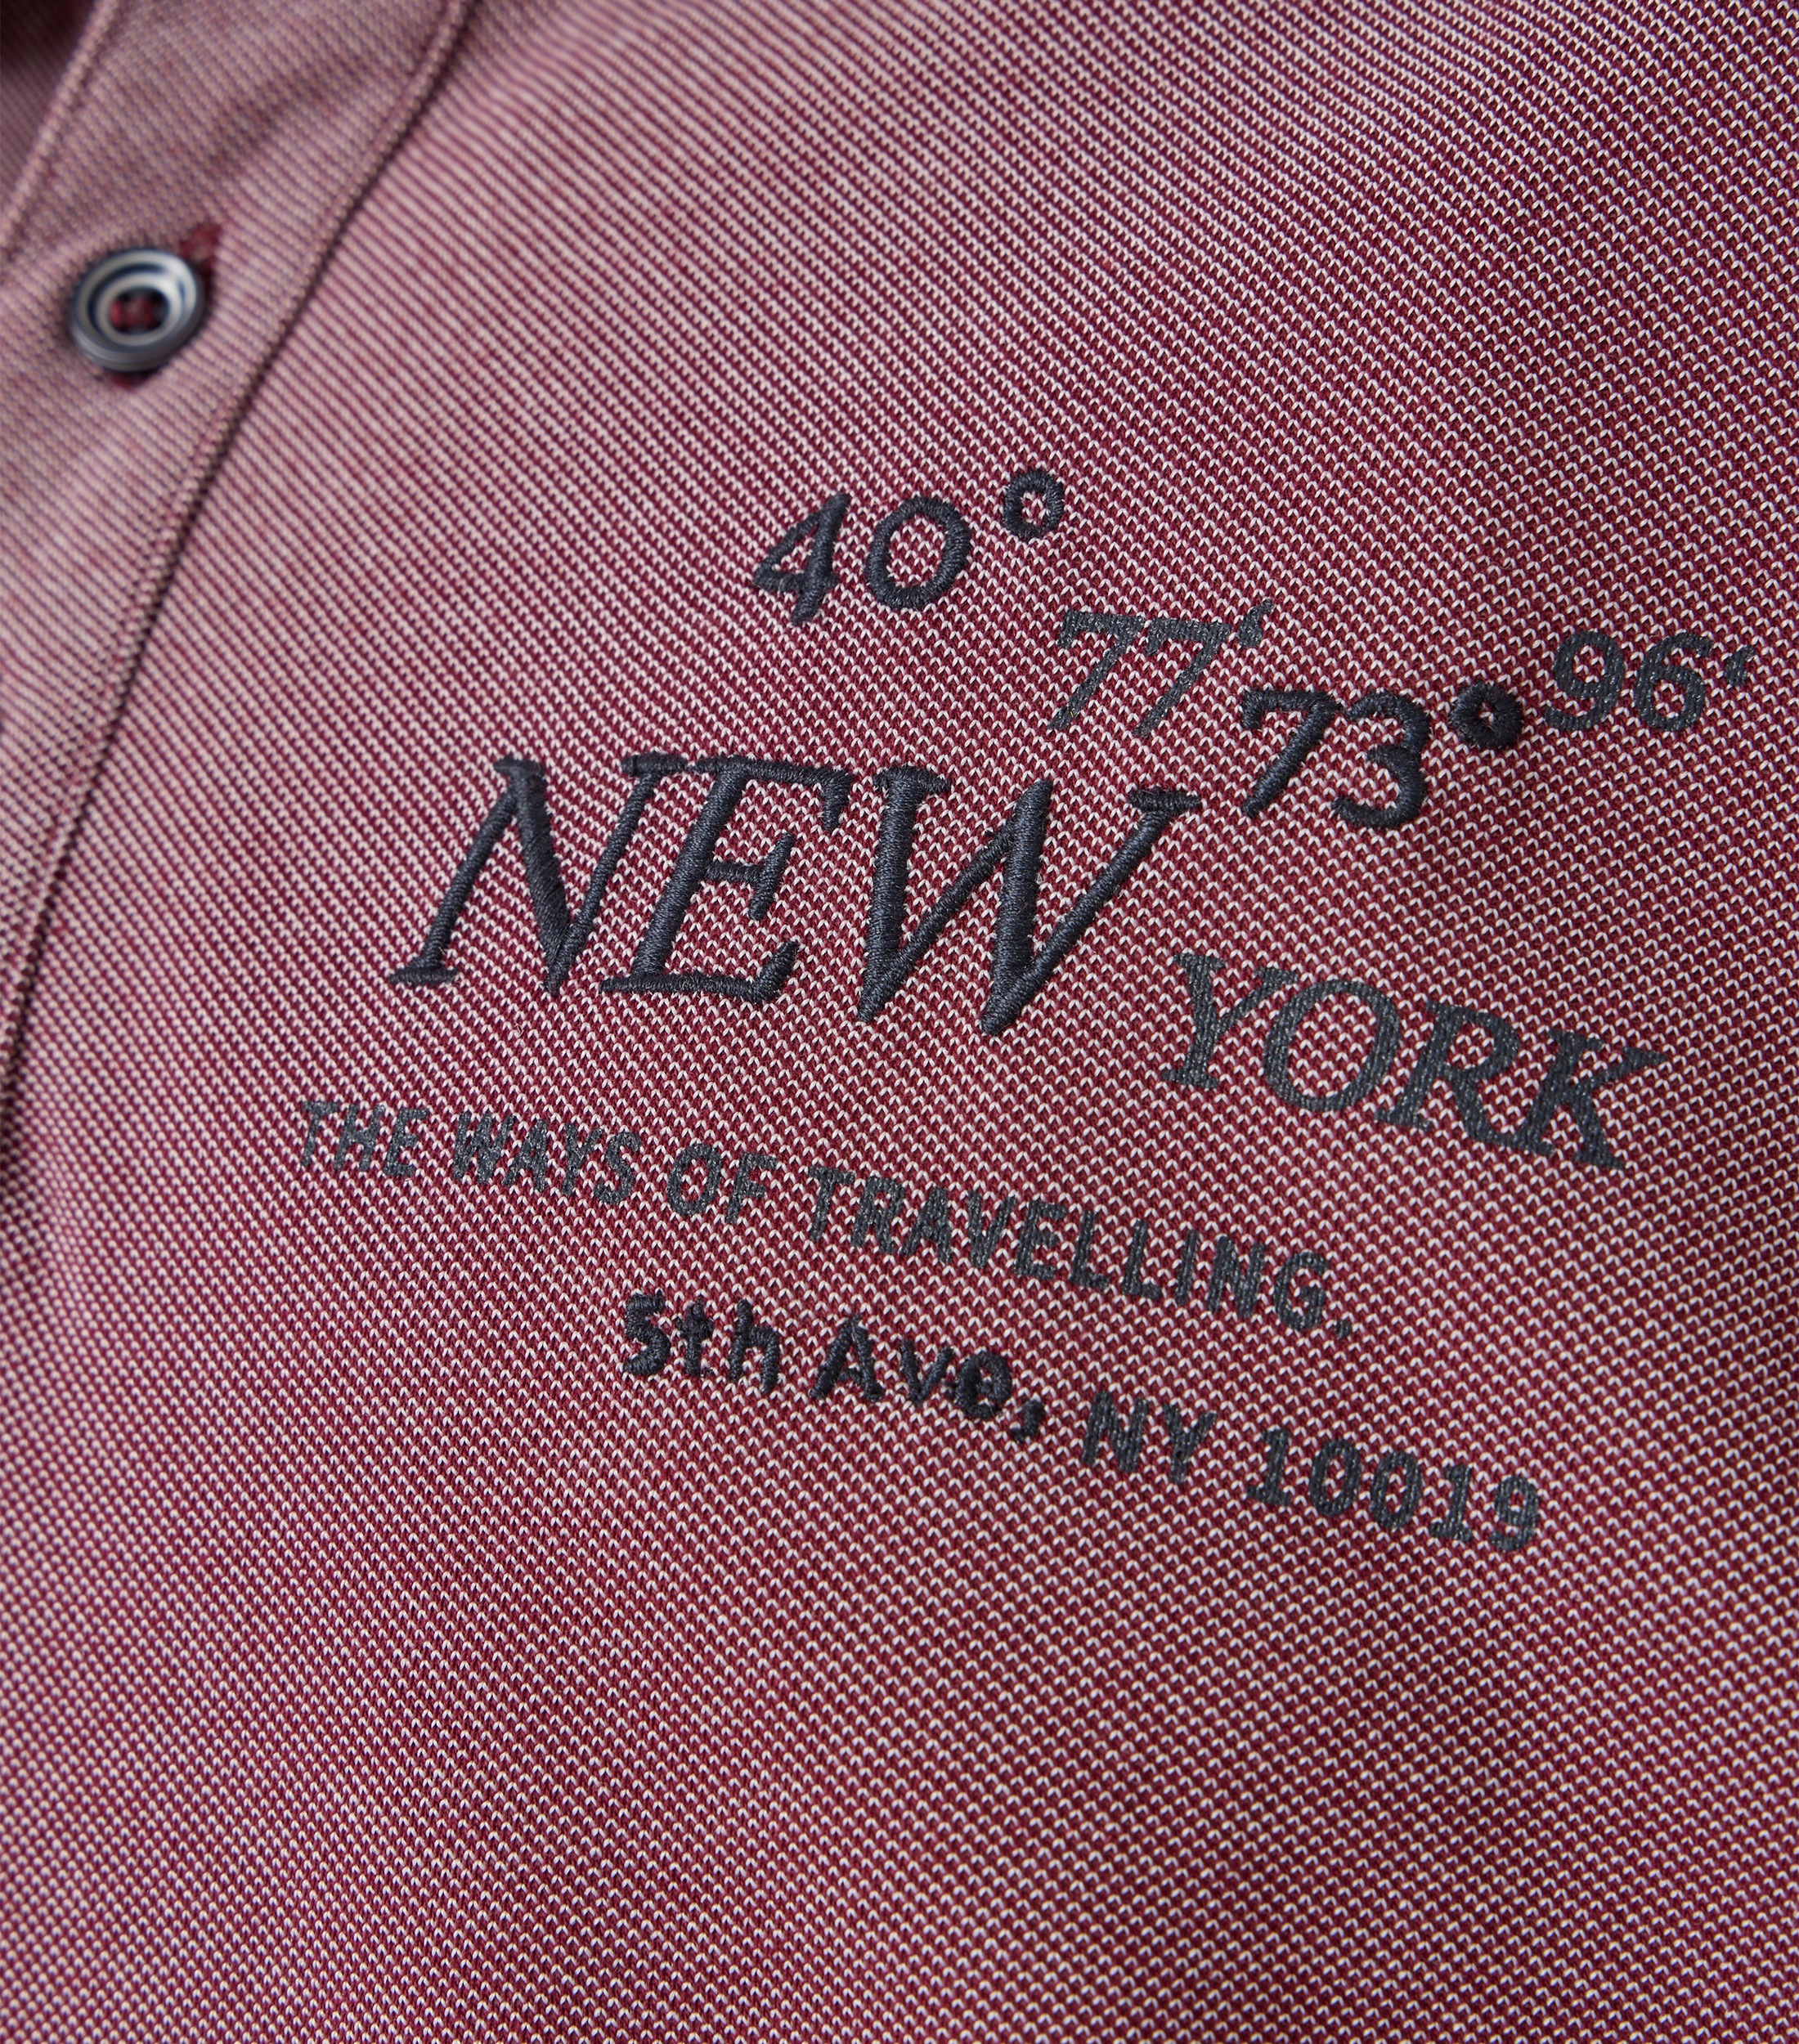 40° 77‘ 73° 96‘
NEW YORK
THE WAYS OF TRAVELLING.
5th Ave, NY 10019